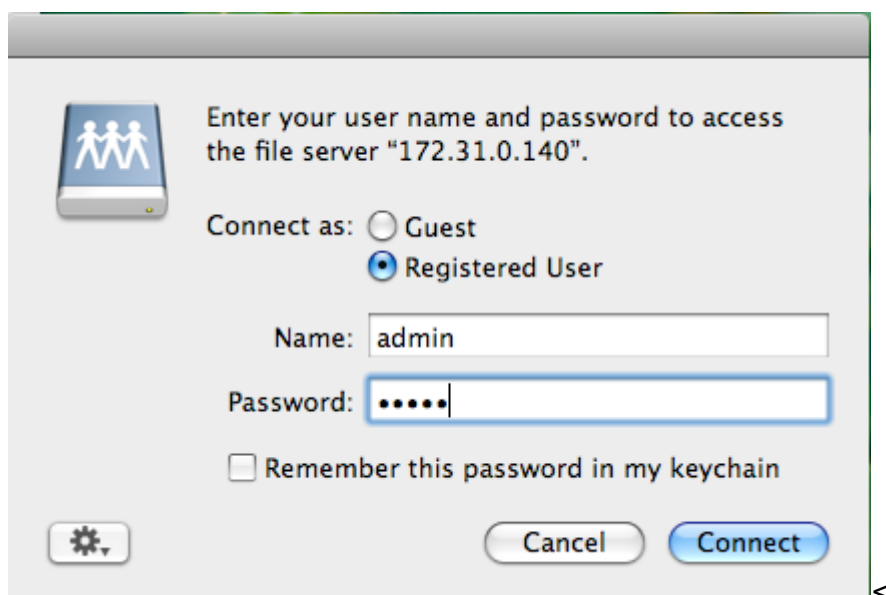 Enter your user name and password to access
the file server “172.31.0.140”.
Connect as: Guest
Registered User
Name: admin
Password: •••••
Remember this password in my keychain
Cancel Connect
<